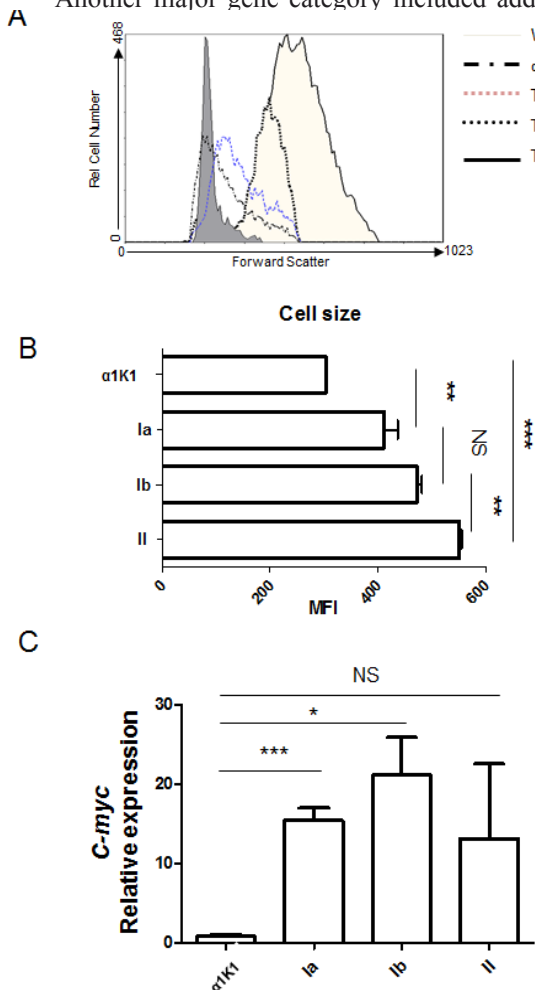 Another major gene category included add
A
468
Rel. Cell Number
0
0
Forward Scatter
1023
Cell size
B
α1K1
Ia
Ib
II
**
NS
**
***
0
200
400
600
MFI
C
NS
*
***
C-myc
Relative expression
30
20
10
0
α1K1
Ia
Ib
II